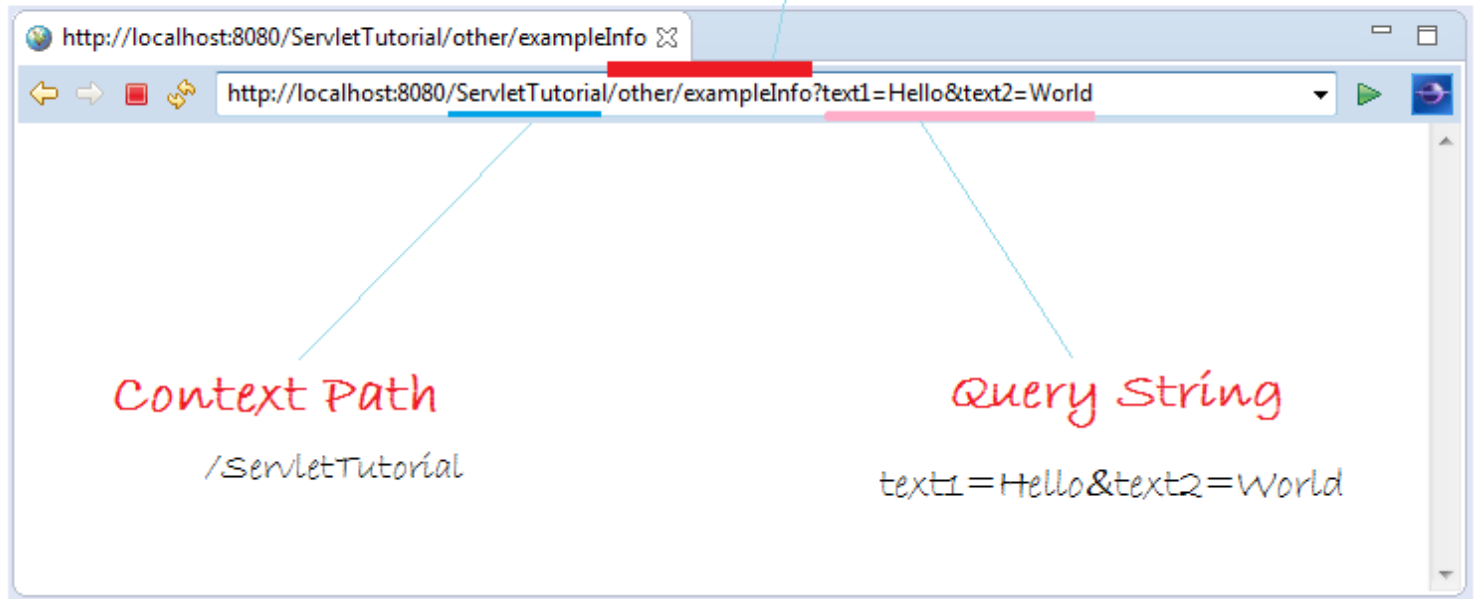 http://localhost:8080/ServletTutorial/other/exampleInfo
http://localhost:8080/ServletTutorial/other/exampleInfo?text1=Hello&text2=World
Context Path
Query String
/ServletTutorial
text1=Hello&text2=World